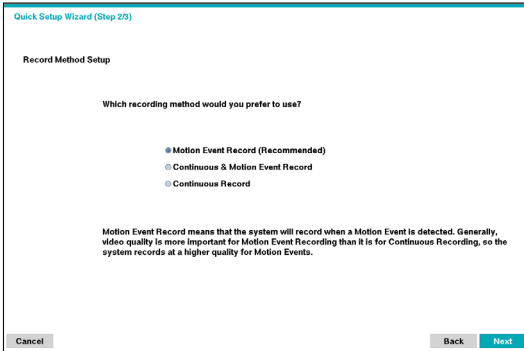 Quick Setup Wizard (Step 2/3)
Record Method Setup
Which recording method would you prefer to use?
Motion Event Record (Recommended)
Continuous & Motion Event Record
Continuous Record
Motion Event Record means that the system will record when a Motion Event is detected. Generally,
video quality is more important for Motion Event Recording than it is for Continuous Recording, so the
system records at a higher quality for Motion Events.
Cancel
Back
Next